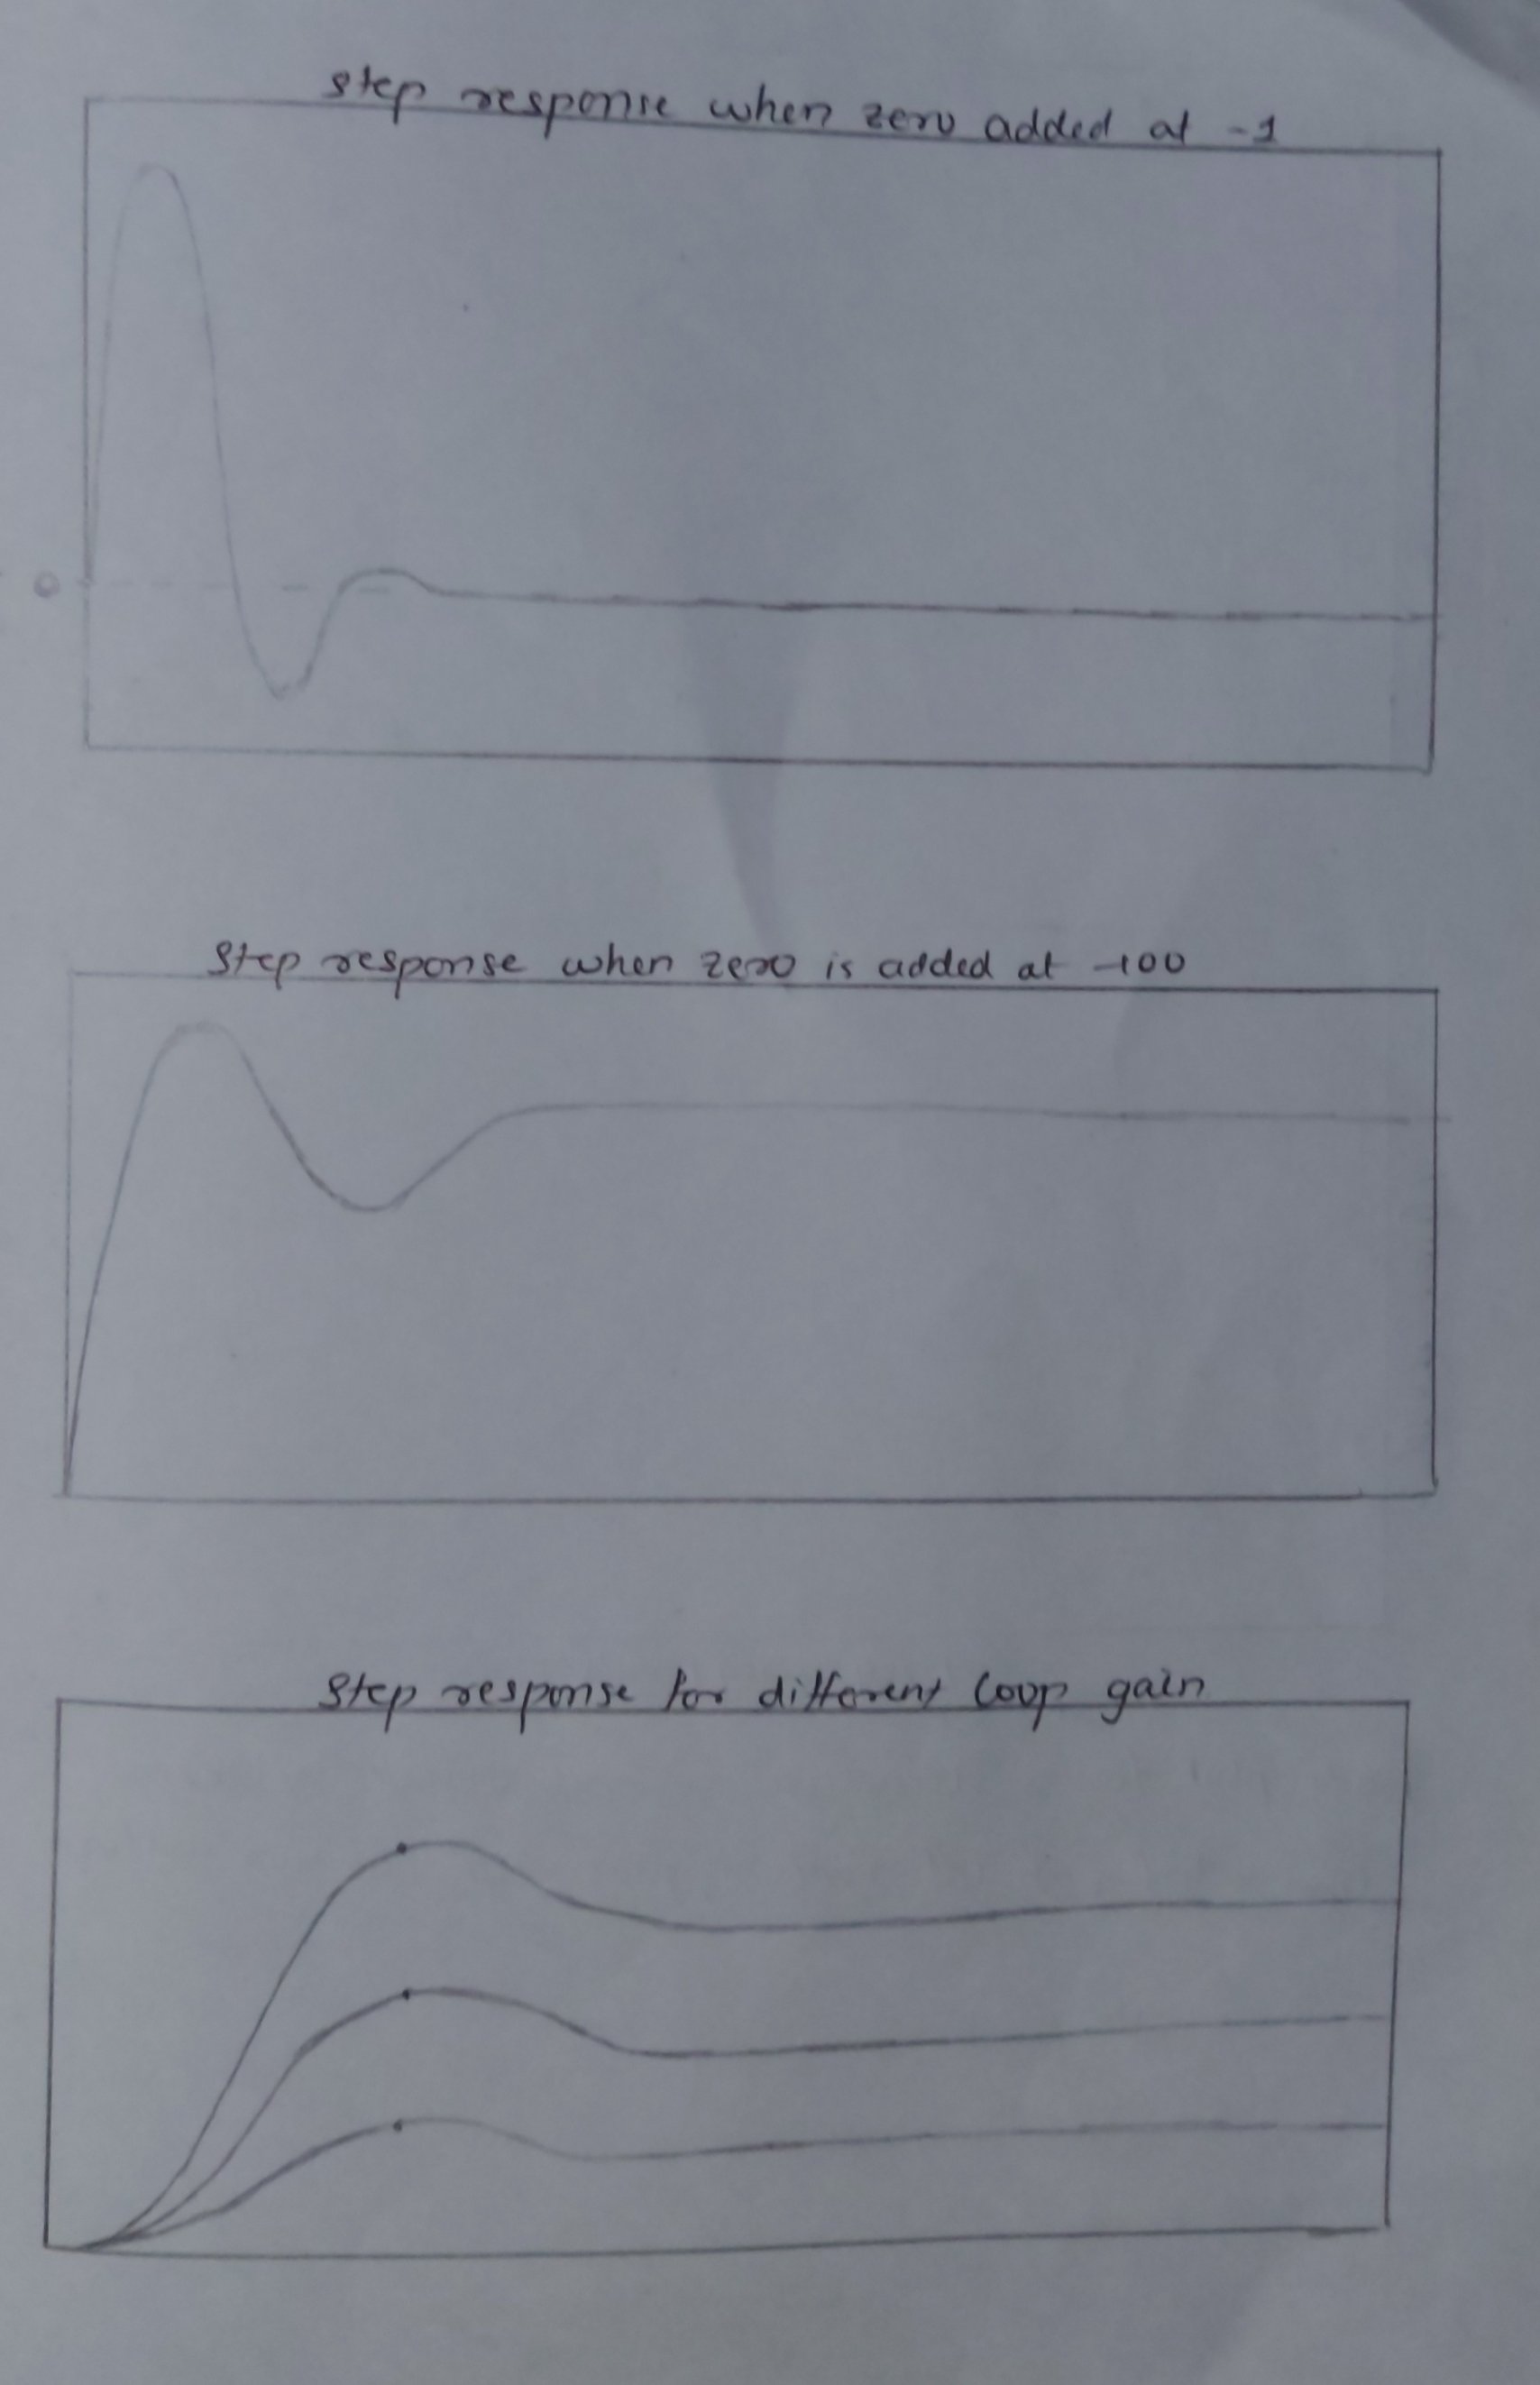 step response when zero added at -1
0
Step response when zero is added at -100
Step response for different loop gain